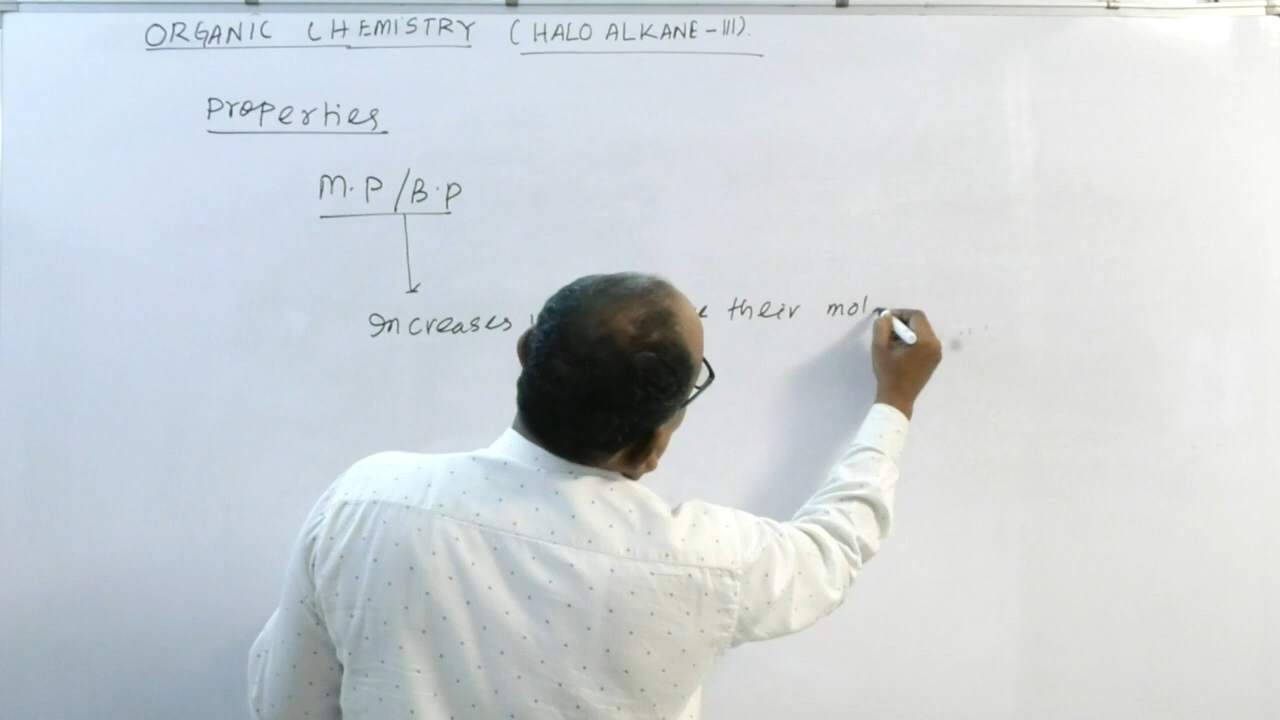 ORGANIC CHEMISTRY (HALO ALKANE-III).
Properties
M.P/B.P
Increases their mol